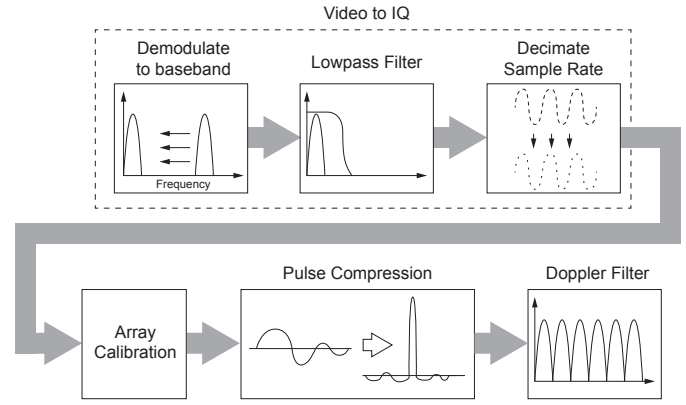 Video to IQ
Demodulate
to baseband
Lowpass Filter
Decimate
Sample Rate
Frequency
Array
Calibration
Pulse Compression
Doppler Filter